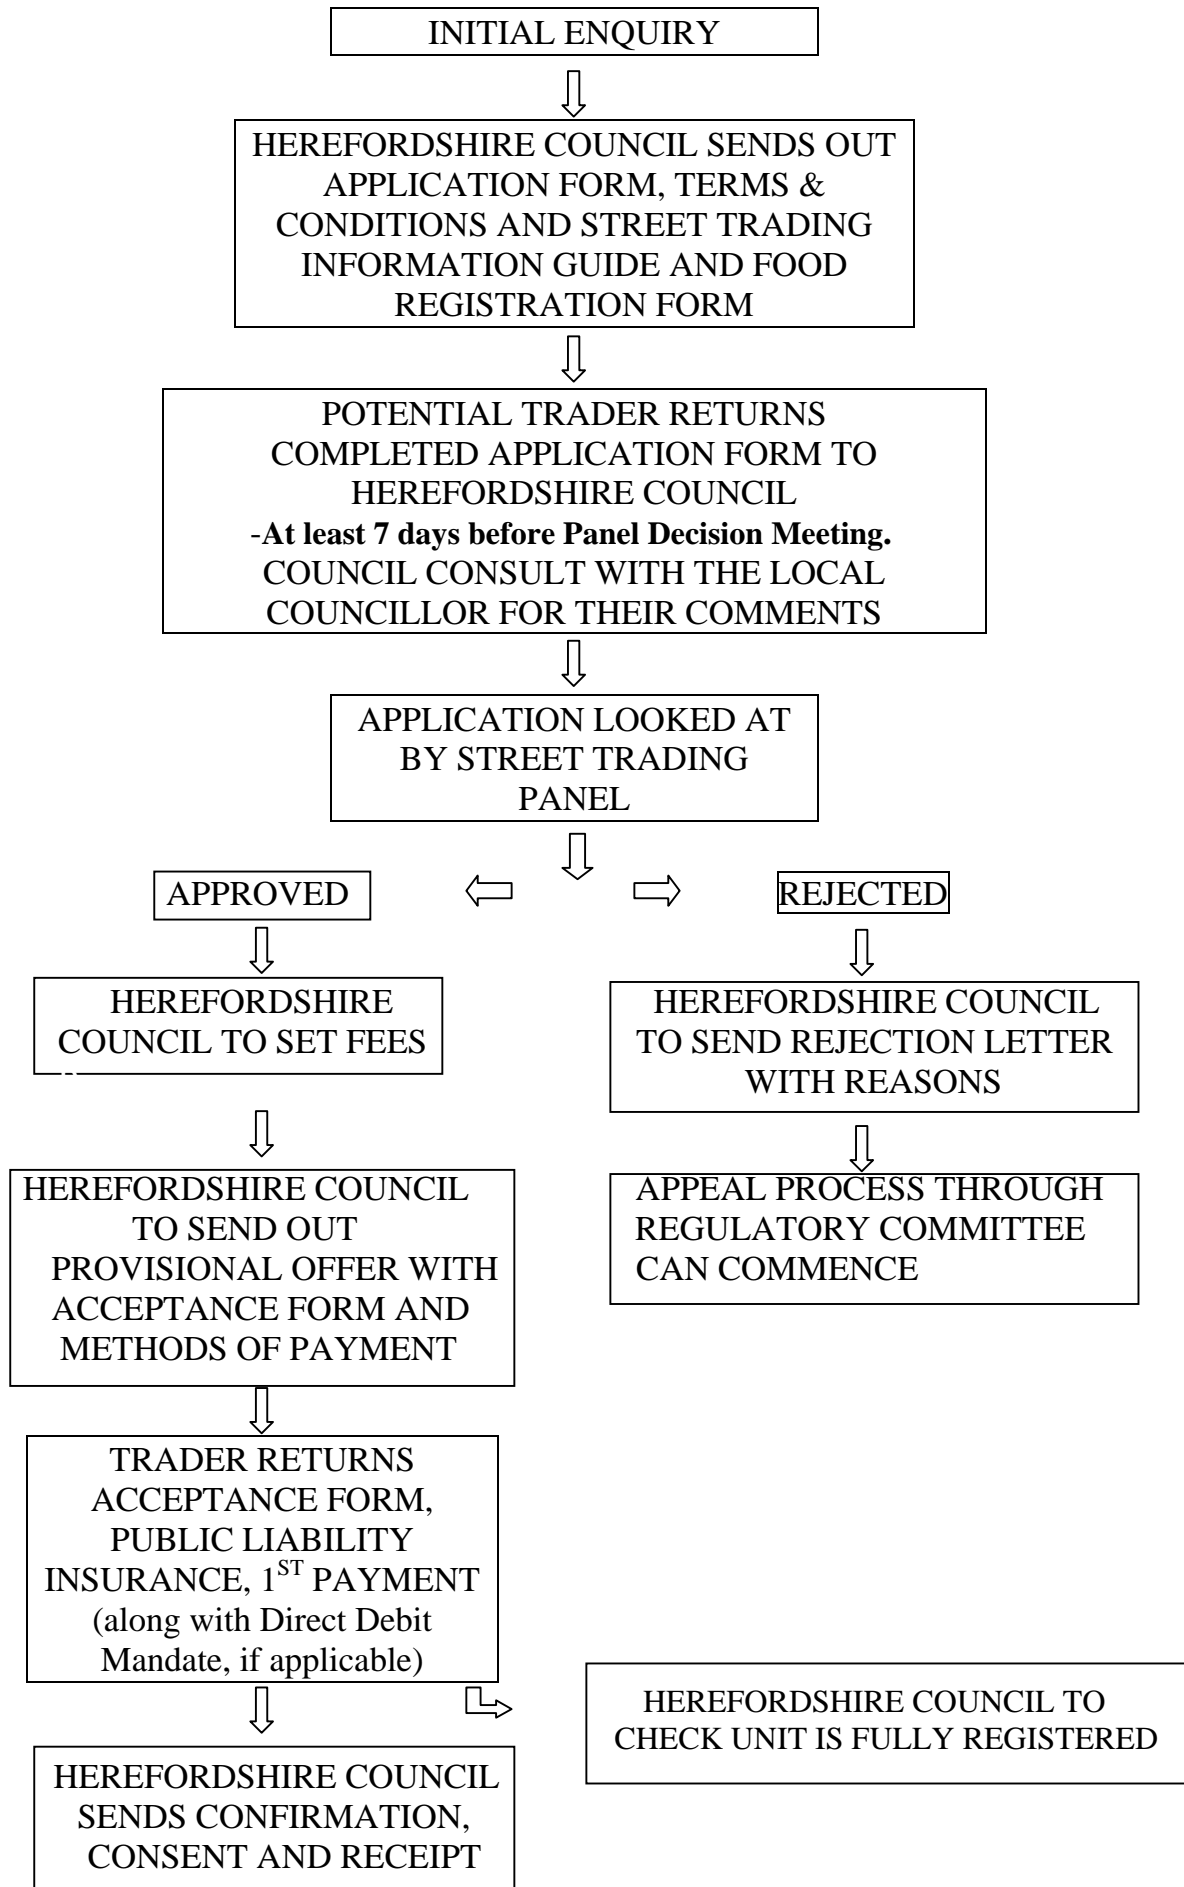 INITIAL ENQUIRY
HEREFORDSHIRE COUNCIL SENDS OUT
APPLICATION FORM, TERMS &
CONDITIONS AND STREET TRADING
INFORMATION GUIDE AND FOOD
REGISTRATION FORM
POTENTIAL TRADER RETURNS
COMPLETED APPLICATION FORM TO
HEREFORDSHIRE COUNCIL
-At least 7 days before Panel Decision Meeting.
COUNCIL CONSULT WITH THE LOCAL
COUNCILLOR FOR THEIR COMMENTS
APPLICATION LOOKED AT
BY STREET TRADING
PANEL
APPROVED
HEREFORDSHIRE
COUNCIL TO SET FEES
HEREFORDSHIRE COUNCIL
TO SEND OUT
PROVISIONAL OFFER WITH
ACCEPTANCE FORM AND
METHODS OF PAYMENT
TRADER RETURNS
ACCEPTANCE FORM,
PUBLIC LIABILITY
INSURANCE, 1ST PAYMENT
(along with Direct Debit
Mandate, if applicable)
HEREFORDSHIRE COUNCIL
SENDS CONFIRMATION,
CONSENT AND RECEIPT
HEREFORDSHIRE COUNCIL TO
CHECK UNIT IS FULLY REGISTERED
REJECTED
HEREFORDSHIRE COUNCIL
TO SEND REJECTION LETTER
WITH REASONS
APPEAL PROCESS THROUGH
REGULATORY COMMITTEE
CAN COMMENCE